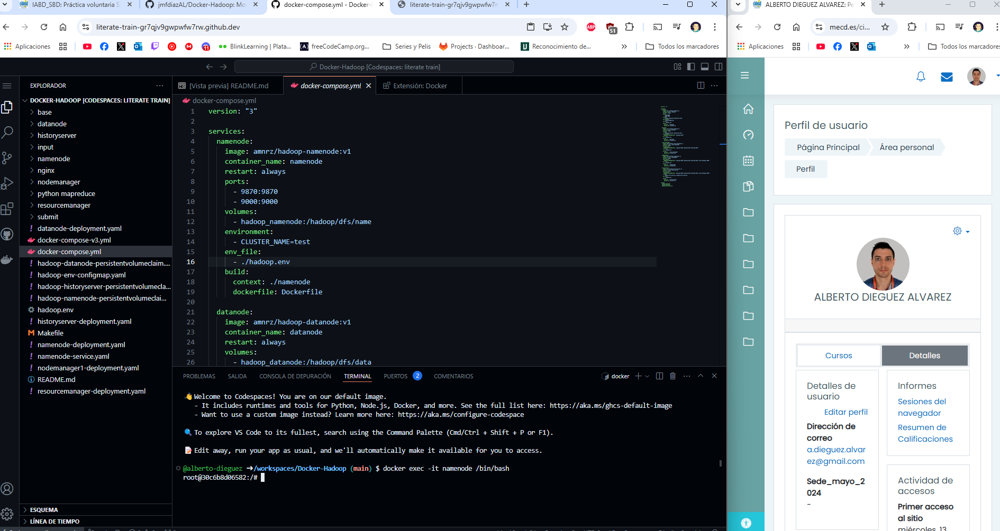 IABD_SBD: Práctica voluntaria S
jmfdiazAL/Docker-Hadoop: Mo
docker-compose.yml - Docker-
literate-train-gr7qjv9gwpwfw7r
literate-train-gr7qjv9gwpwfw7rw.github.dev
ABP
51
Aplicaciones
BlinkLearning | Plata...
freeCodeCamp.org...
Series y Pelis
Projects · Dashboar...
Reconocimiento de...
Todos los marcadores
Docker-Hadoop [Codespaces: literate train]
EXPLORADOR
DOCKER-HADOOP [CODESPACES: LITERATE TRAIN]
base
datanode
historyserver
input
namenode
nginx
nodemanager
python mapreduce
resourcemanager
submit
datanode-deployment.yaml
docker-compose-v3.yml
docker-compose.yml
hadoop-datanode-persistentvolumeclaim....
hadoop-env-configmap.yaml
hadoop-historyserver-persistentvolumecla...
hadoop-namenode-persistentvolumeclai...
hadoop.env
historyserver-deployment.yaml
Makefile
namenode-deployment.yaml
namenode-service.yaml
nodemanager1-deployment.yaml
README.md
resourcemanager-deployment.yaml
ESQUEMA
LÍNEA DE TIEMPO
[Vista previa] README.md
docker-compose.yml
Extensión: Docker
docker-compose.yml
1 version: "3"
2
3 services:
4 namenode:
5 image: amnrz/hadoop-namenode:v1
6 container_name: namenode
7 restart: always
8 ports:
9 - 9870:9870
10 - 9000:9000
11 volumes:
12 - hadoop_namenode:/hadoop/dfs/name
13 environment:
14 - CLUSTER_NAME=test
15 env_file:
16 - ./hadoop.env
17 build:
18 context: ./namenode
19 dockerfile: Dockerfile
20
21 datanode:
22 image: amnrz/hadoop-datanode:v1
23 container_name: datanode
24 restart: always
25 volumes:
26 - hadoop_datanode:/hadoop/dfs/data
PROBLEMAS SALIDA CONSOLA DE DEPURACIÓN TERMINAL PUERTOS 2 COMENTARIOS
docker
👋 Welcome to Codespaces! You are on our default image.
- It includes runtimes and tools for Python, Node.js, Docker, and more. See the full list here: https://aka.ms/ghcs-default-image
- Want to use a custom image instead? Learn more here: https://aka.ms/configure-codespace
🔍 To explore VS Code to its fullest, search using the Command Palette (Cmd/Ctrl + Shift + P or F1).
📝 Edit away, run your app as usual, and we'll automatically make it available for you to access.
@alberto-dieguez ➜/workspaces/Docker-Hadoop (main) $ docker exec -it namenode /bin/bash
root@30c6b8d06582:/#
ALBERTO DIEGUEZ ALVAREZ: Pe
mecd.es/ci...
Aplicaciones
Todos los marcadores
Perfil de usuario
Página Principal
Área personal
Perfil
ALBERTO DIEGUEZ ALVAREZ
Cursos
Detalles
Detalles de
usuario
Editar perfil
Dirección de
correo
a.dieguez.alvar
ez@gmail.com
Sede_mayo_2
024
-
Informes
Sesiones del
navegador
Resumen de
Calificaciones
Actividad de
accesos
Primer acceso
al sitio
miércoles, 13